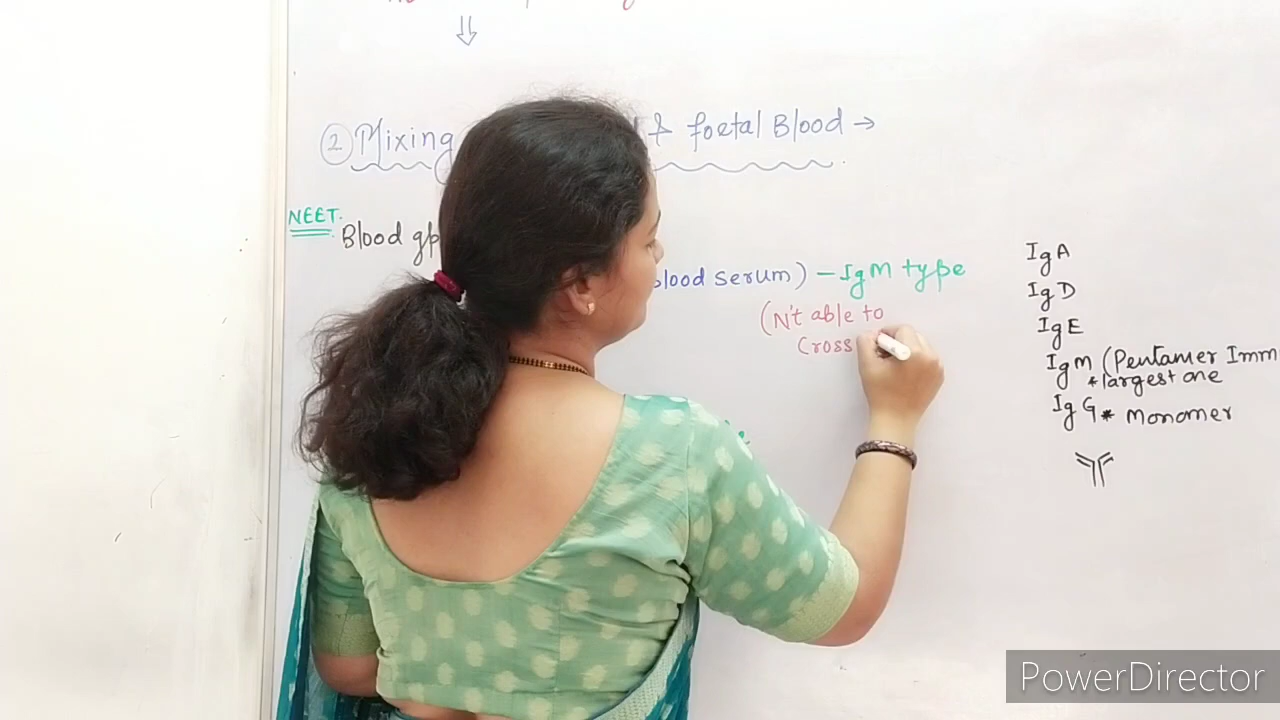 ② Mixing & foetal Blood →
NEET.
Blood gp
blood serum) – IgM type
(N't able to
Cross
IgA
IgD
IgE
IgM (Pentamer Imm
*largest one
IgG * Monomer
PowerDirector